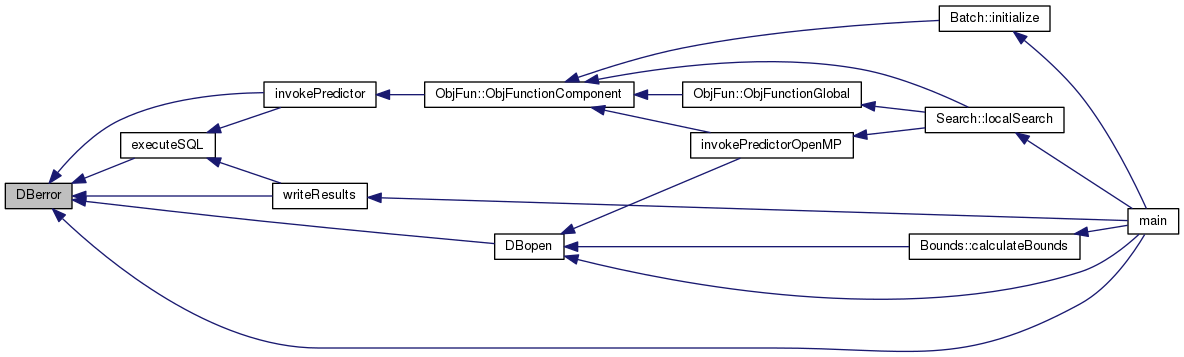 Batch::initialize
invokePredictor
ObjFun::ObjFunctionComponent
ObjFun::ObjFunctionGlobal
Search::localSearch
executeSQL
invokePredictorOpenMP
DBerror
writeResults
main
DBopen
Bounds::calculateBounds